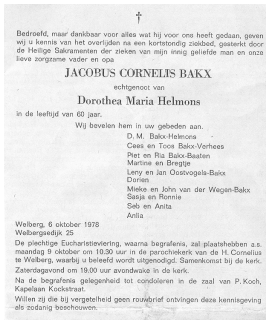 Bedroefd, maar dankbaar voor alles wat hij voor ons heeft gedaan, geven
wij u kennis van het overlijden na een kortstondig ziekbed, gesterkt door
de Heilige Sakramenten der zieken van mijn innig geliefde man en onze
lieve zorgzame vader en opa
JACOBUS CORNELIS BAKX
echtgenoot van
Dorothea Maria Helmons
in de leeftijd van 60 jaar.
Wij bevelen hem in uw gebeden aan.
D. M. Bakx-Helmons
Cees en Toos Bakx-Verhees
Piet en Ria Bakx-Baaten
Martine en Bregtje
Leny en Jan Oostvogels-Bakx
Dorien
Mieke en John van der Wegen-Bakx
Sasja en Ronnie
Seb en Anita
Anita
Welberg, 6 oktober 1978
Welbergsedijk 25
De plechtige Eucharistieviering, waarna begrafenis, zal plaatshebben a.s.
maandag 9 oktober om 10.30 uur in de parochiekerk van de H. Cornelius
te Welberg, waarbij u beleefd wordt uitgenodigd. Samenkomst bij de kerk.
Zaterdagavond om 19.00 uur avondwake in de kerk.
Na de begrafenis gelegenheid tot condoleren in de zaal van P. Koch,
Kapelaan Kockstraat.
Willen zij die bij vergetelheid geen rouwbrief ontvingen deze kennisgeving
als zodanig beschouwen.